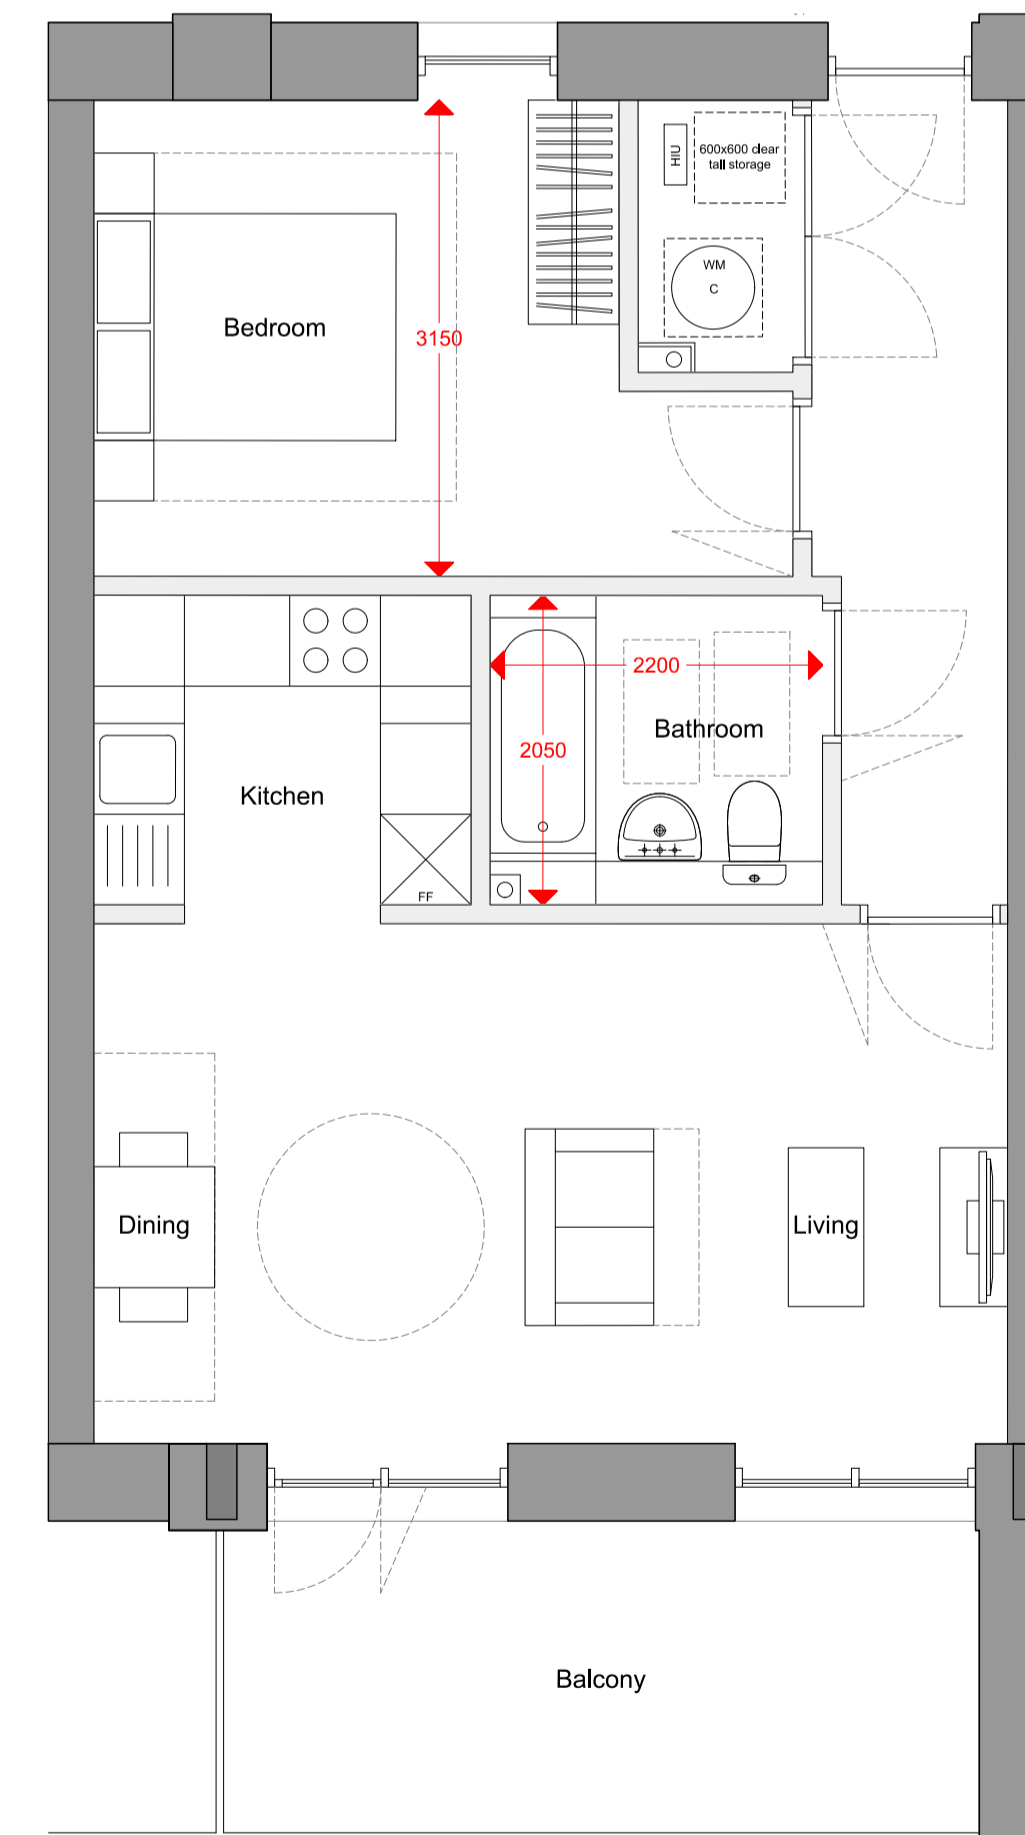 HIU
600x600 clear
tall storage
WM
C
Bedroom
3150
2200
Bathroom
2050
Kitchen
FF
Dining
Living
Balcony